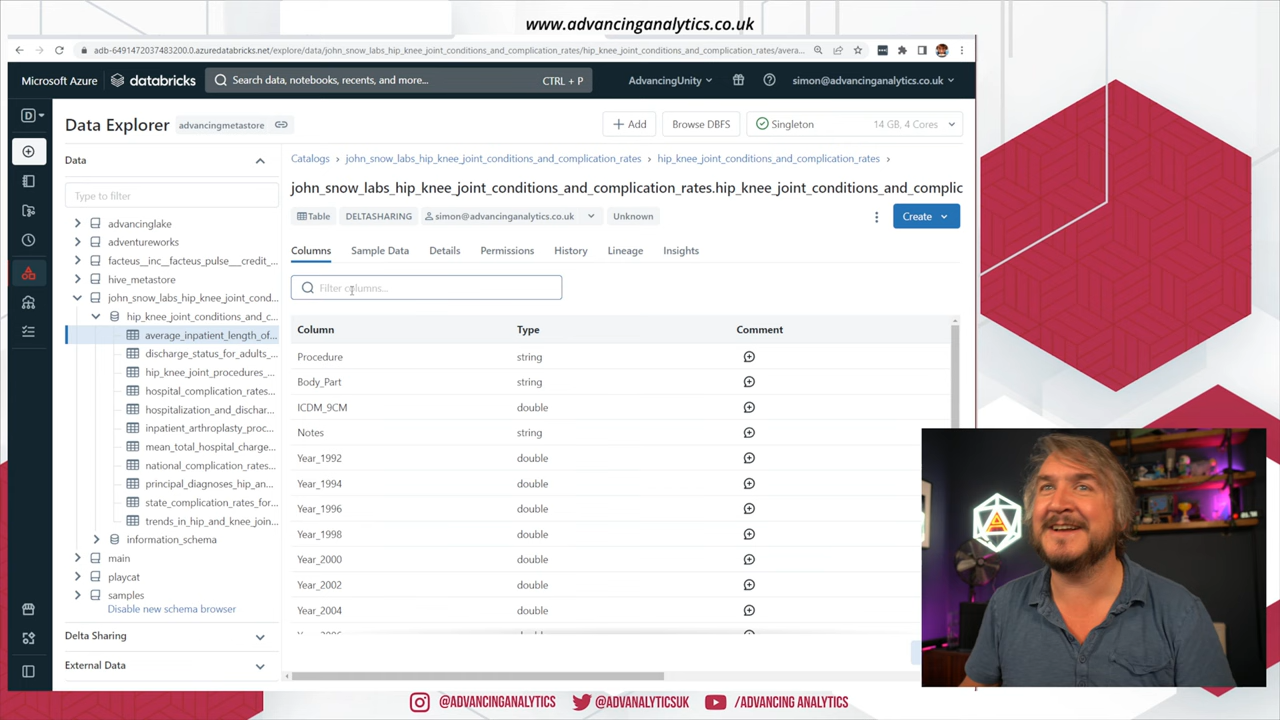 www.advancinganalytics.co.uk
adb-6491472037483200.0.azuredatabricks.net/explore/data/john_snow_labs_hip_knee_joint_conditions_and_complication_rates/hip_knee_joint_conditions_and_complication_rates/avera...
Microsoft Azure databricks Search data, notebooks, recents, and more... CTRL + P AdvancingUnity simon@advancinganalytics.co.uk
D
Data Explorer advancingmetastore + Add Browse DBFS Singleton 14 GB, 4 Cores
Data
Catalogs > john_snow_labs_hip_knee_joint_conditions_and_complication_rates > hip_knee_joint_conditions_and_complication_rates >
Type to filter
john_snow_labs_hip_knee_joint_conditions_and_complication_rates.hip_knee_joint_conditions_and_complic
Table DELTASHARING simon@advancinganalytics.co.uk Unknown Create
advancinglake
adventureworks
facteus__inc__facteus_pulse___credit_...
hive_metastore
john_snow_labs_hip_knee_joint_cond...
hip_knee_joint_conditions_and_c...
average_inpatient_length_of...
discharge_status_for_adults_...
hip_knee_joint_procedures_...
hospital_complication_rates...
hospitalization_and_dischar...
inpatient_arthroplasty_proc...
mean_total_hospital_charge...
national_complication_rates...
principal_diagnoses_hip_an...
state_complication_rates_for...
trends_in_hip_and_knee_join...
information_schema
main
playcat
samples
Disable new schema browser
Delta Sharing
External Data
Columns Sample Data Details Permissions History Lineage Insights
Filter columns...
Column Type Comment
Procedure string
Body_Part string
ICDM_9CM double
Notes string
Year_1992 double
Year_1994 double
Year_1996 double
Year_1998 double
Year_2000 double
Year_2002 double
Year_2004 double
@ADVANCINGANALYTICS @ADVANALYTICSUK /ADVANCING ANALYTICS